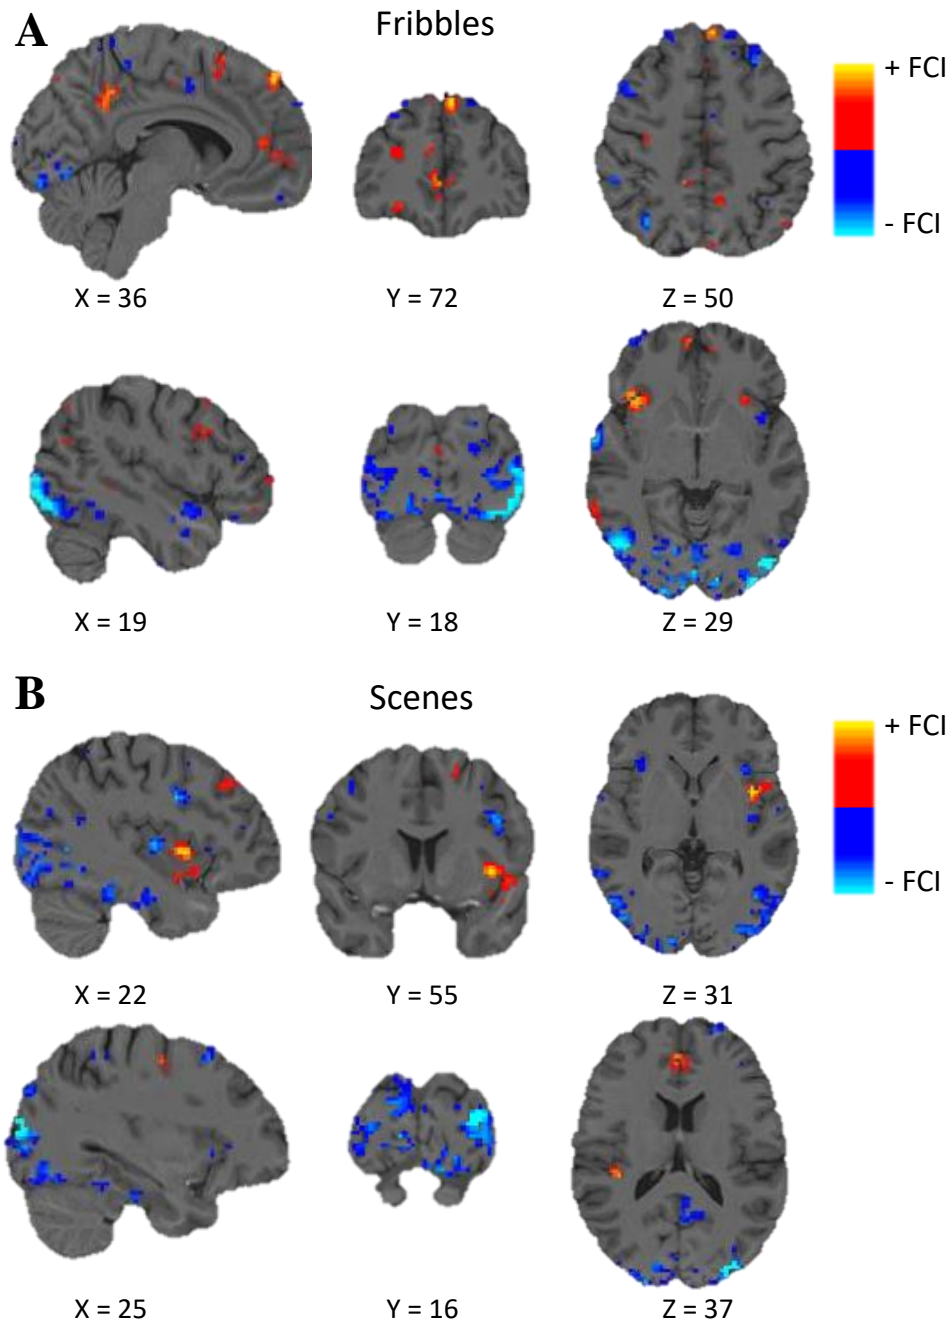 A
Fribbles
+ FCI
- FCI
X = 36
Y = 72
Z = 50
X = 19
Y = 18
Z = 29
B
Scenes
+ FCI
- FCI
X = 22
Y = 55
Z = 31
X = 25
Y = 16
Z = 37